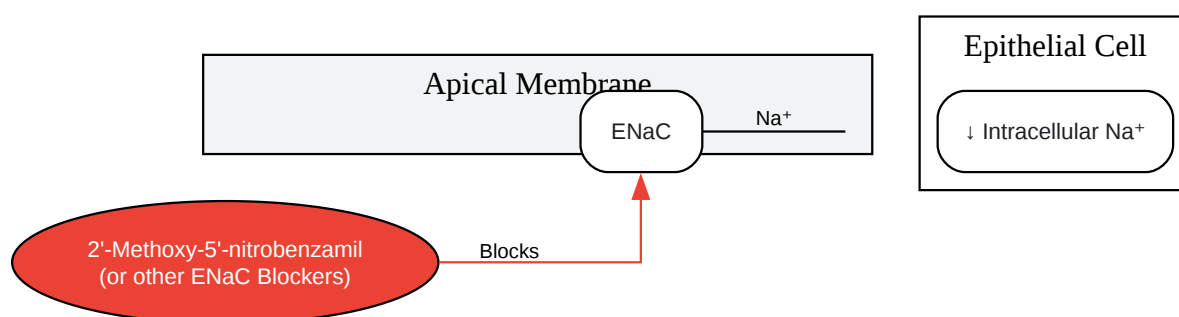 Epithelial Cell
Apical Membrane
Na⁺
ENaC
↓ Intracellular Na⁺
2'-Methoxy-5'-nitrobenzamil
(or other ENaC Blockers)
Blocks